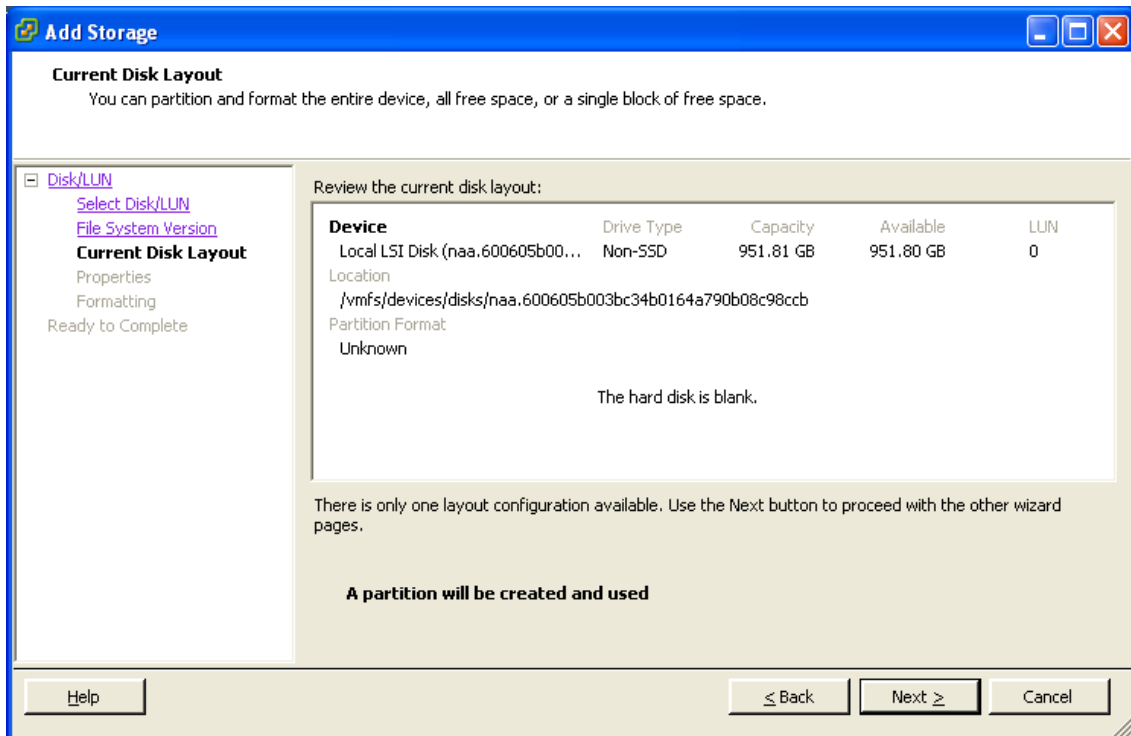 Add Storage
Current Disk Layout
You can partition and format the entire device, all free space, or a single block of free space.
Disk/LUN
Select Disk/LUN
File System Version
Current Disk Layout
Properties
Formatting
Ready to Complete
Review the current disk layout:
Device Drive Type Capacity Available LUN
Local LSI Disk (naa.600605b00... Non-SSD 951.81 GB 951.80 GB 0
Location
/vmfs/devices/disks/naa.600605b003bc34b0164a790b08c98ccb
Partition Format
Unknown
The hard disk is blank.
There is only one layout configuration available. Use the Next button to proceed with the other wizard
pages.
A partition will be created and used
Help < Back Next > Cancel